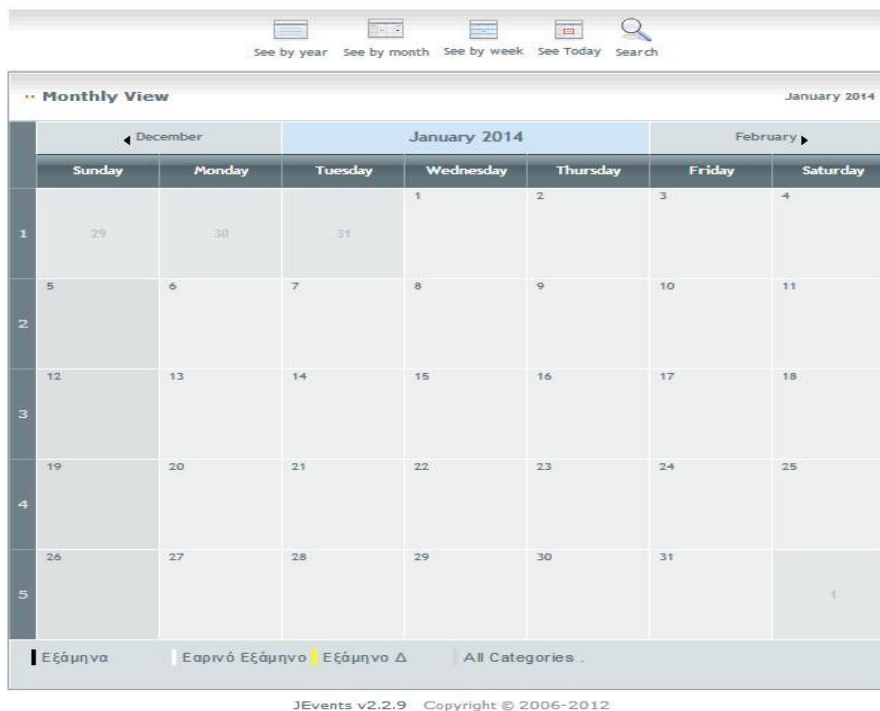 See by year See by month See by week See Today Search
Monthly View January 2014
December January 2014 February
Sunday Monday Tuesday Wednesday Thursday Friday Saturday
1 29 30 31 1 2 3 4
2 5 6 7 8 9 10 11
3 12 13 14 15 16 17 18
4 19 20 21 22 23 24 25
5 26 27 28 29 30 31 1
Εξάμηνα Εαρινό Εξάμηνο Εξάμηνο Δ All Categories .
JEvents v2.2.9 Copyright © 2006-2012